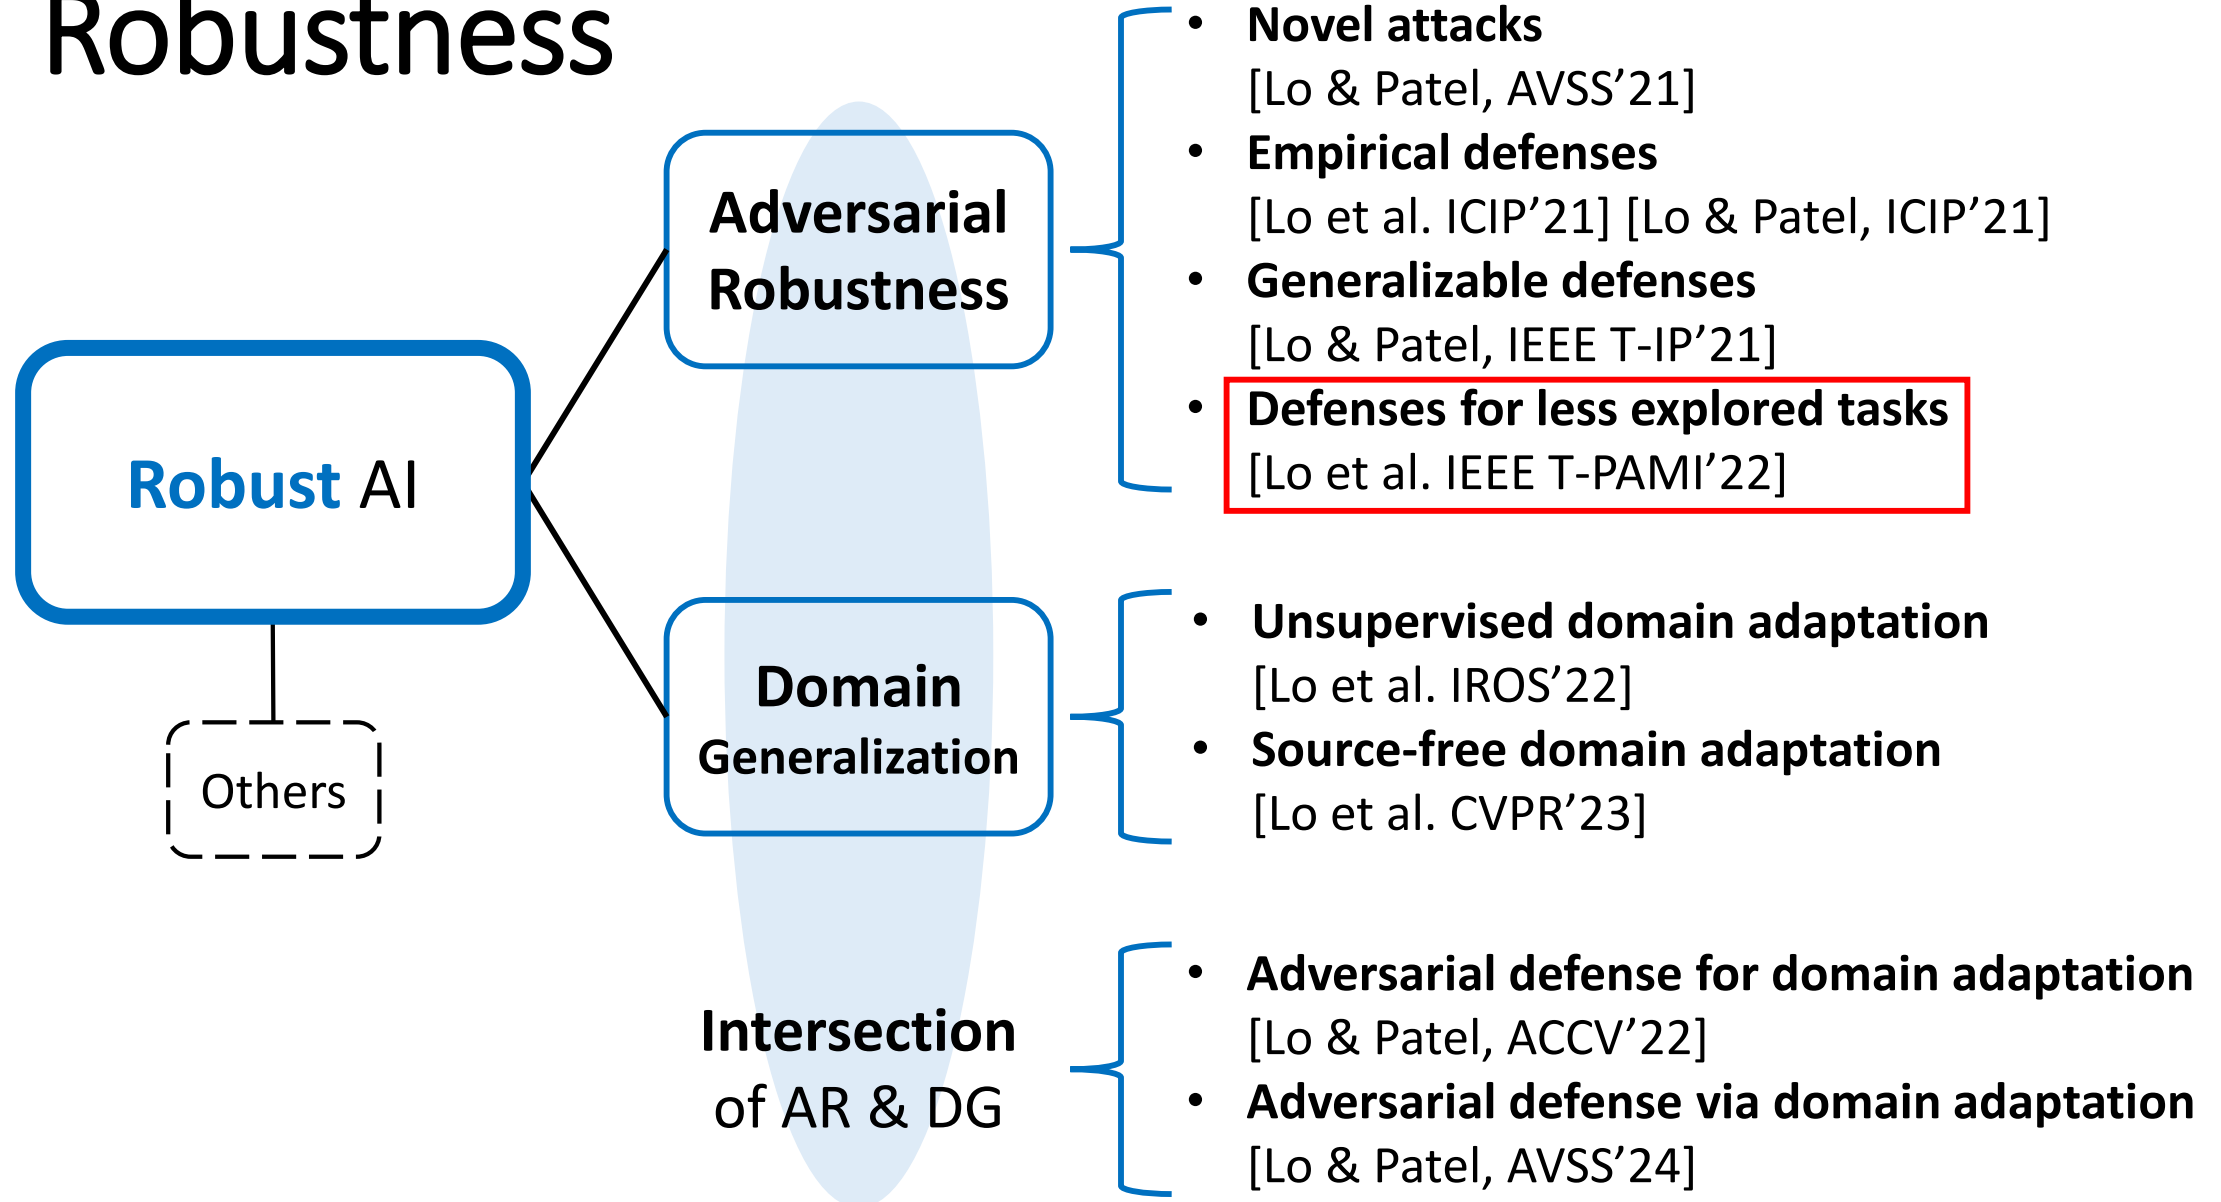 Robustness
Robust AI
Others
Adversarial
Robustness
• Novel attacks
[Lo & Patel, AVSS’21]
• Empirical defenses
[Lo et al. ICIP’21] [Lo & Patel, ICIP’21]
• Generalizable defenses
[Lo & Patel, IEEE T-IP’21]
• Defenses for less explored tasks
[Lo et al. IEEE T-PAMI’22]
Domain
Generalization
• Unsupervised domain adaptation
[Lo et al. IROS’22]
• Source-free domain adaptation
[Lo et al. CVPR’23]
Intersection
of AR & DG
• Adversarial defense for domain adaptation
[Lo & Patel, ACCV’22]
• Adversarial defense via domain adaptation
[Lo & Patel, AVSS’24]